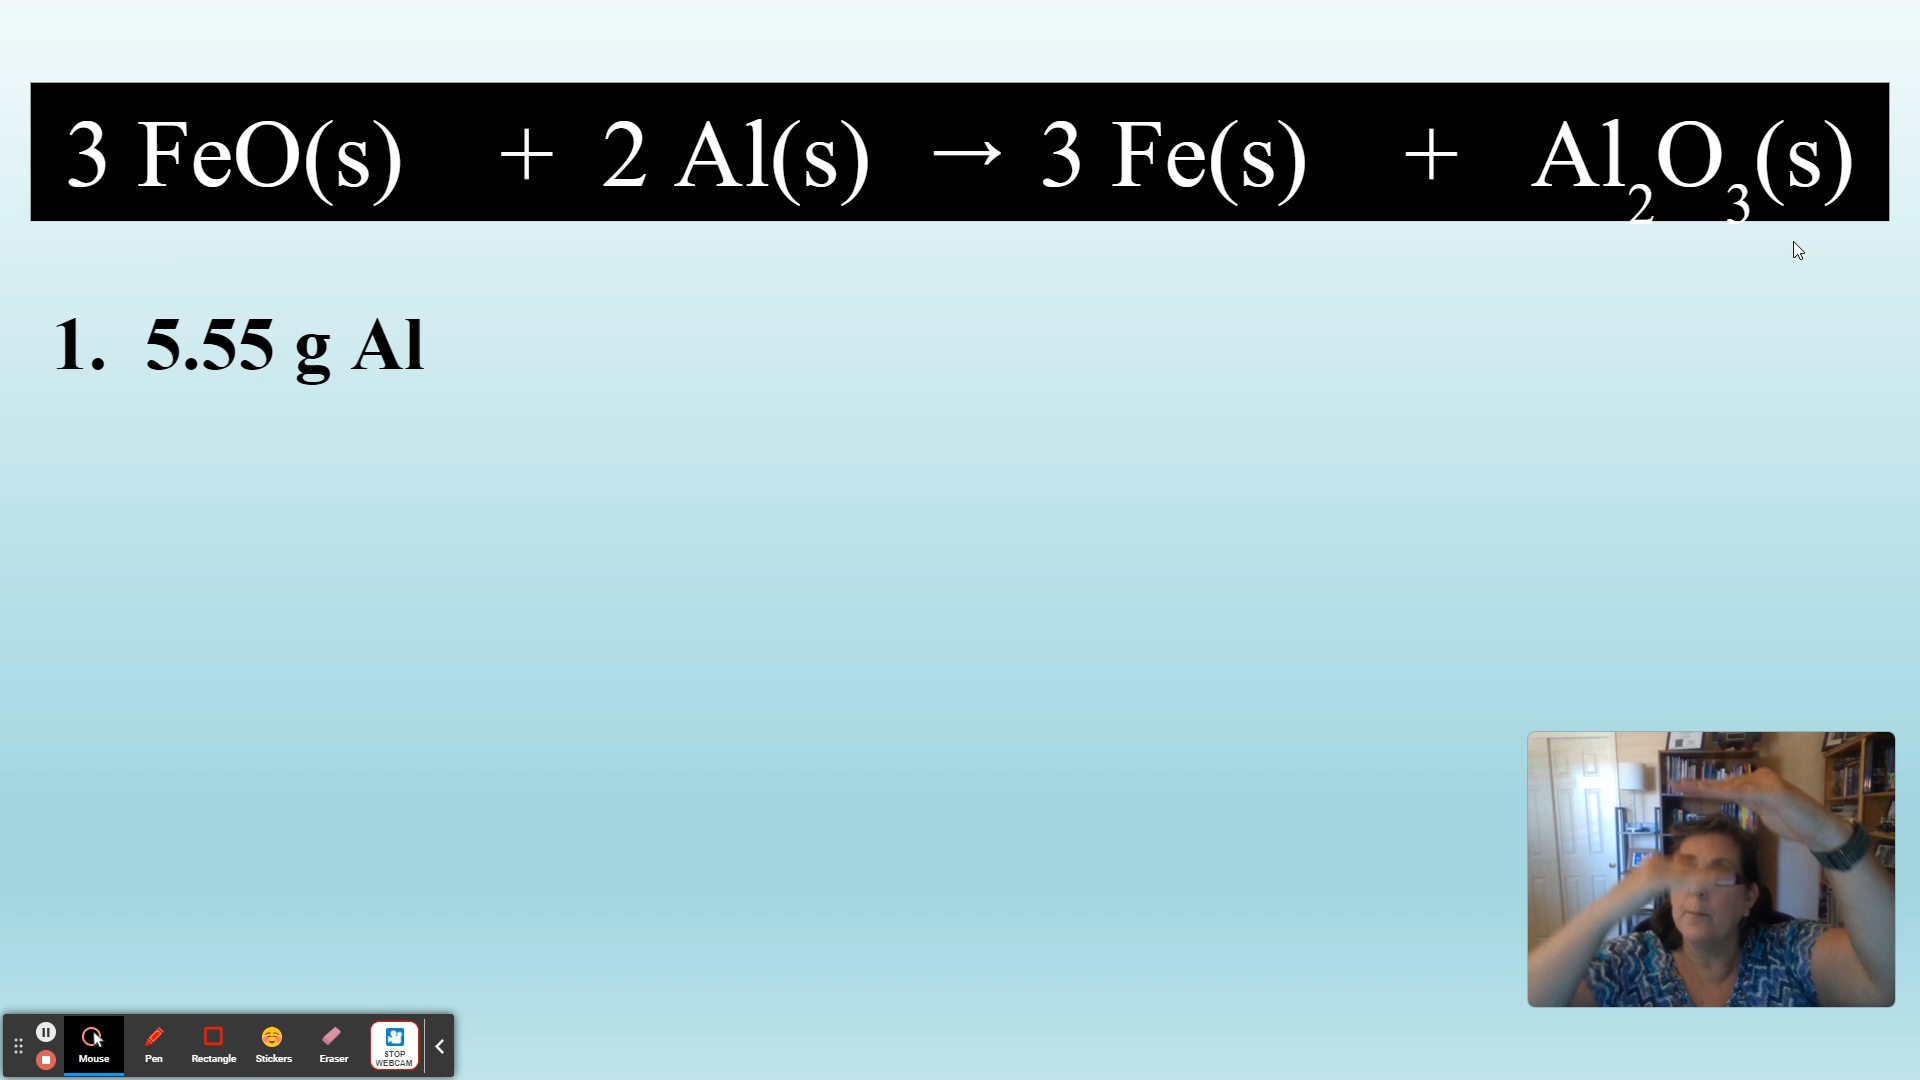 3 FeO(s) + 2 Al(s) → 3 Fe(s) + Al₂O₃(s)
1. 5.55 g Al
Mouse Pen Rectangle Stickers Eraser STOP WEBCAM